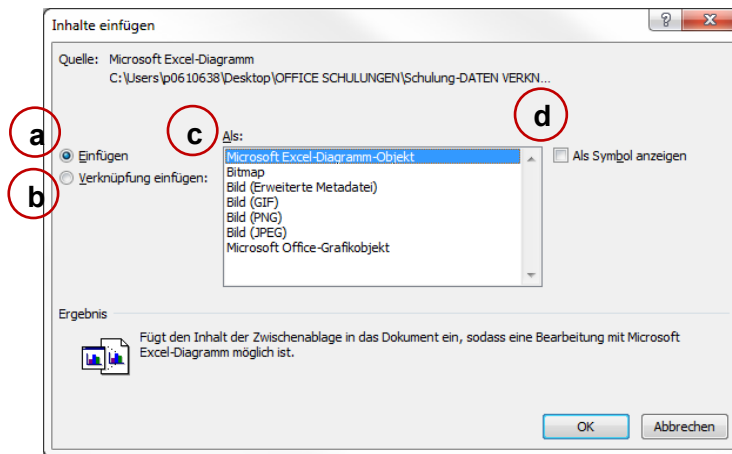 Inhalte einfügen
Quelle: Microsoft Excel-Diagramm
C:\Users\p0610638\Desktop\OFFICE SCHULUNGEN\Schulung-DATEN VERKN...
a
c
d
Als:
Einfügen
Microsoft Excel-Diagramm-Objekt
Als Symbol anzeigen
b
Verknüpfung einfügen:
Bitmap
Bild (Erweiterte Metadatei)
Bild (GIF)
Bild (PNG)
Bild (JPEG)
Microsoft Office-Grafikobjekt
Ergebnis
Fügt den Inhalt der Zwischenablage in das Dokument ein, sodass eine Bearbeitung mit Microsoft
Excel-Diagramm möglich ist.
OK
Abbrechen